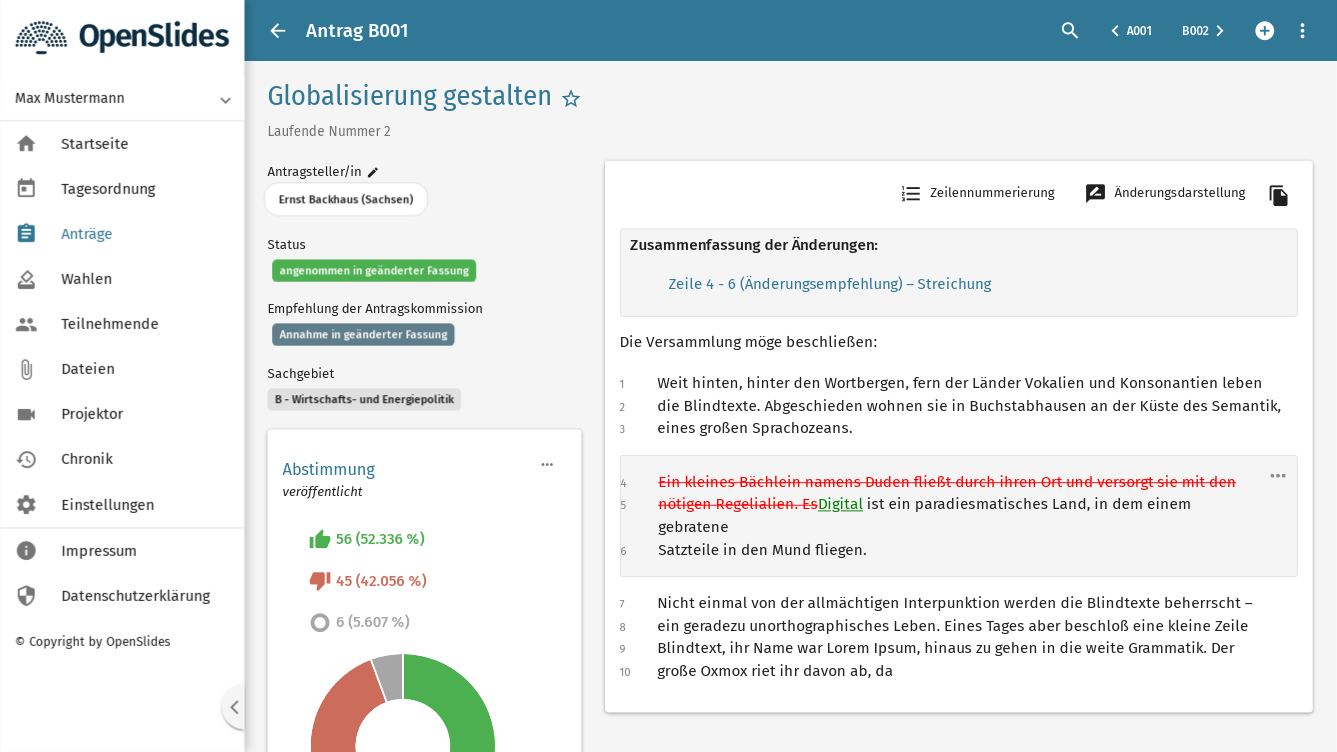 OpenSlides
Max Mustermann
Startseite
Tagesordnung
Anträge
Wahlen
Teilnehmende
Dateien
Projektor
Chronik
Einstellungen
Impressum
Datenschutzerklärung
© Copyright by OpenSlides
Antrag B001
A001
B002
Globalisierung gestalten
Laufende Nummer 2
Antragsteller/in
Ernst Backhaus (Sachsen)
Status
angenommen in geänderter Fassung
Empfehlung der Antragskommission
Annahme in geänderter Fassung
Sachgebiet
B - Wirtschafts- und Energiepolitik
Abstimmung
veröffentlicht
56 (52.336 %)
45 (42.056 %)
6 (5.607 %)
Zeilennummerierung
Änderungsdarstellung
Zusammenfassung der Änderungen:
Zeile 4 - 6 (Änderungsempfehlung) – Streichung
Die Versammlung möge beschließen:
1 Weit hinten, hinter den Wortbergen, fern der Länder Vokalien und Konsonantien leben
2 die Blindtexte. Abgeschieden wohnen sie in Buchstabhausen an der Küste des Semantik,
3 eines großen Sprachozeans.
4 Ein kleines Bächlein namens Duden fließt durch ihren Ort und versorgt sie mit den
5 nötigen Regelialien. EsDigital ist ein paradiesmatisches Land, in dem einem
gebratene
6 Satzteile in den Mund fliegen.
7 Nicht einmal von der allmächtigen Interpunktion werden die Blindtexte beherrscht –
8 ein geradezu unorthographisches Leben. Eines Tages aber beschloß eine kleine Zeile
9 Blindtext, ihr Name war Lorem Ipsum, hinaus zu gehen in die weite Grammatik. Der
10 große Oxmox riet ihr davon ab, da